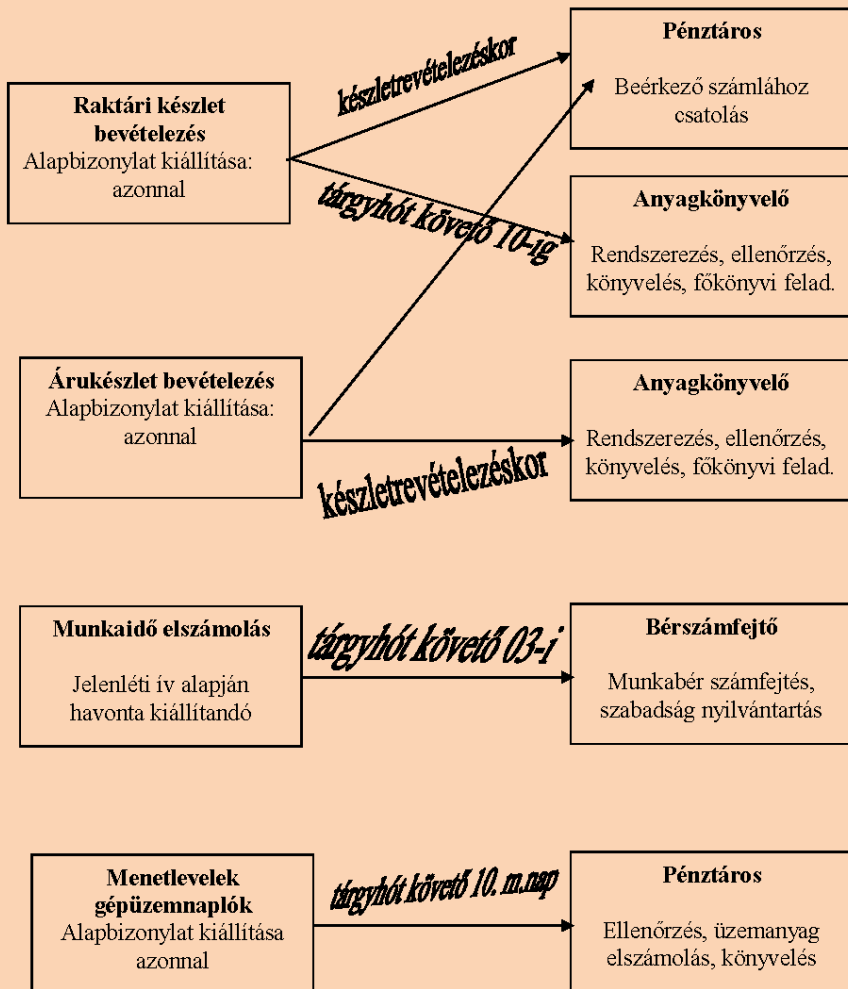 Raktári készlet
bevételezés
Alapbizonylat kiállítása:
azonnal
készletrevételezéskor
Pénztáros
Beérkező számlához
csatolás
tárgyhót követő 10-ig
Anyagkönyvelő
Rendszerezés, ellenőrzés,
könyvelés, főkönyvi felad.
Árukészlet bevételezés
Alapbizonylat kiállítása:
azonnal
készletrevételezéskor
Anyagkönyvelő
Rendszerezés, ellenőrzés,
könyvelés, főkönyvi felad.
Munkaidő elszámolás
Jelenléti ív alapján
havonta kiállítandó
tárgyhót követő 03-i
Bérszámfejtő
Munkabér számfejtés,
szabadság nyilvántartás
Menetlevelek
gépüzemnaplók
Alapbizonylat kiállítása
azonnal
tárgyhót követő 10. m.nap
Pénztáros
Ellenőrzés, üzemanyag
elszámolás, könyvelés